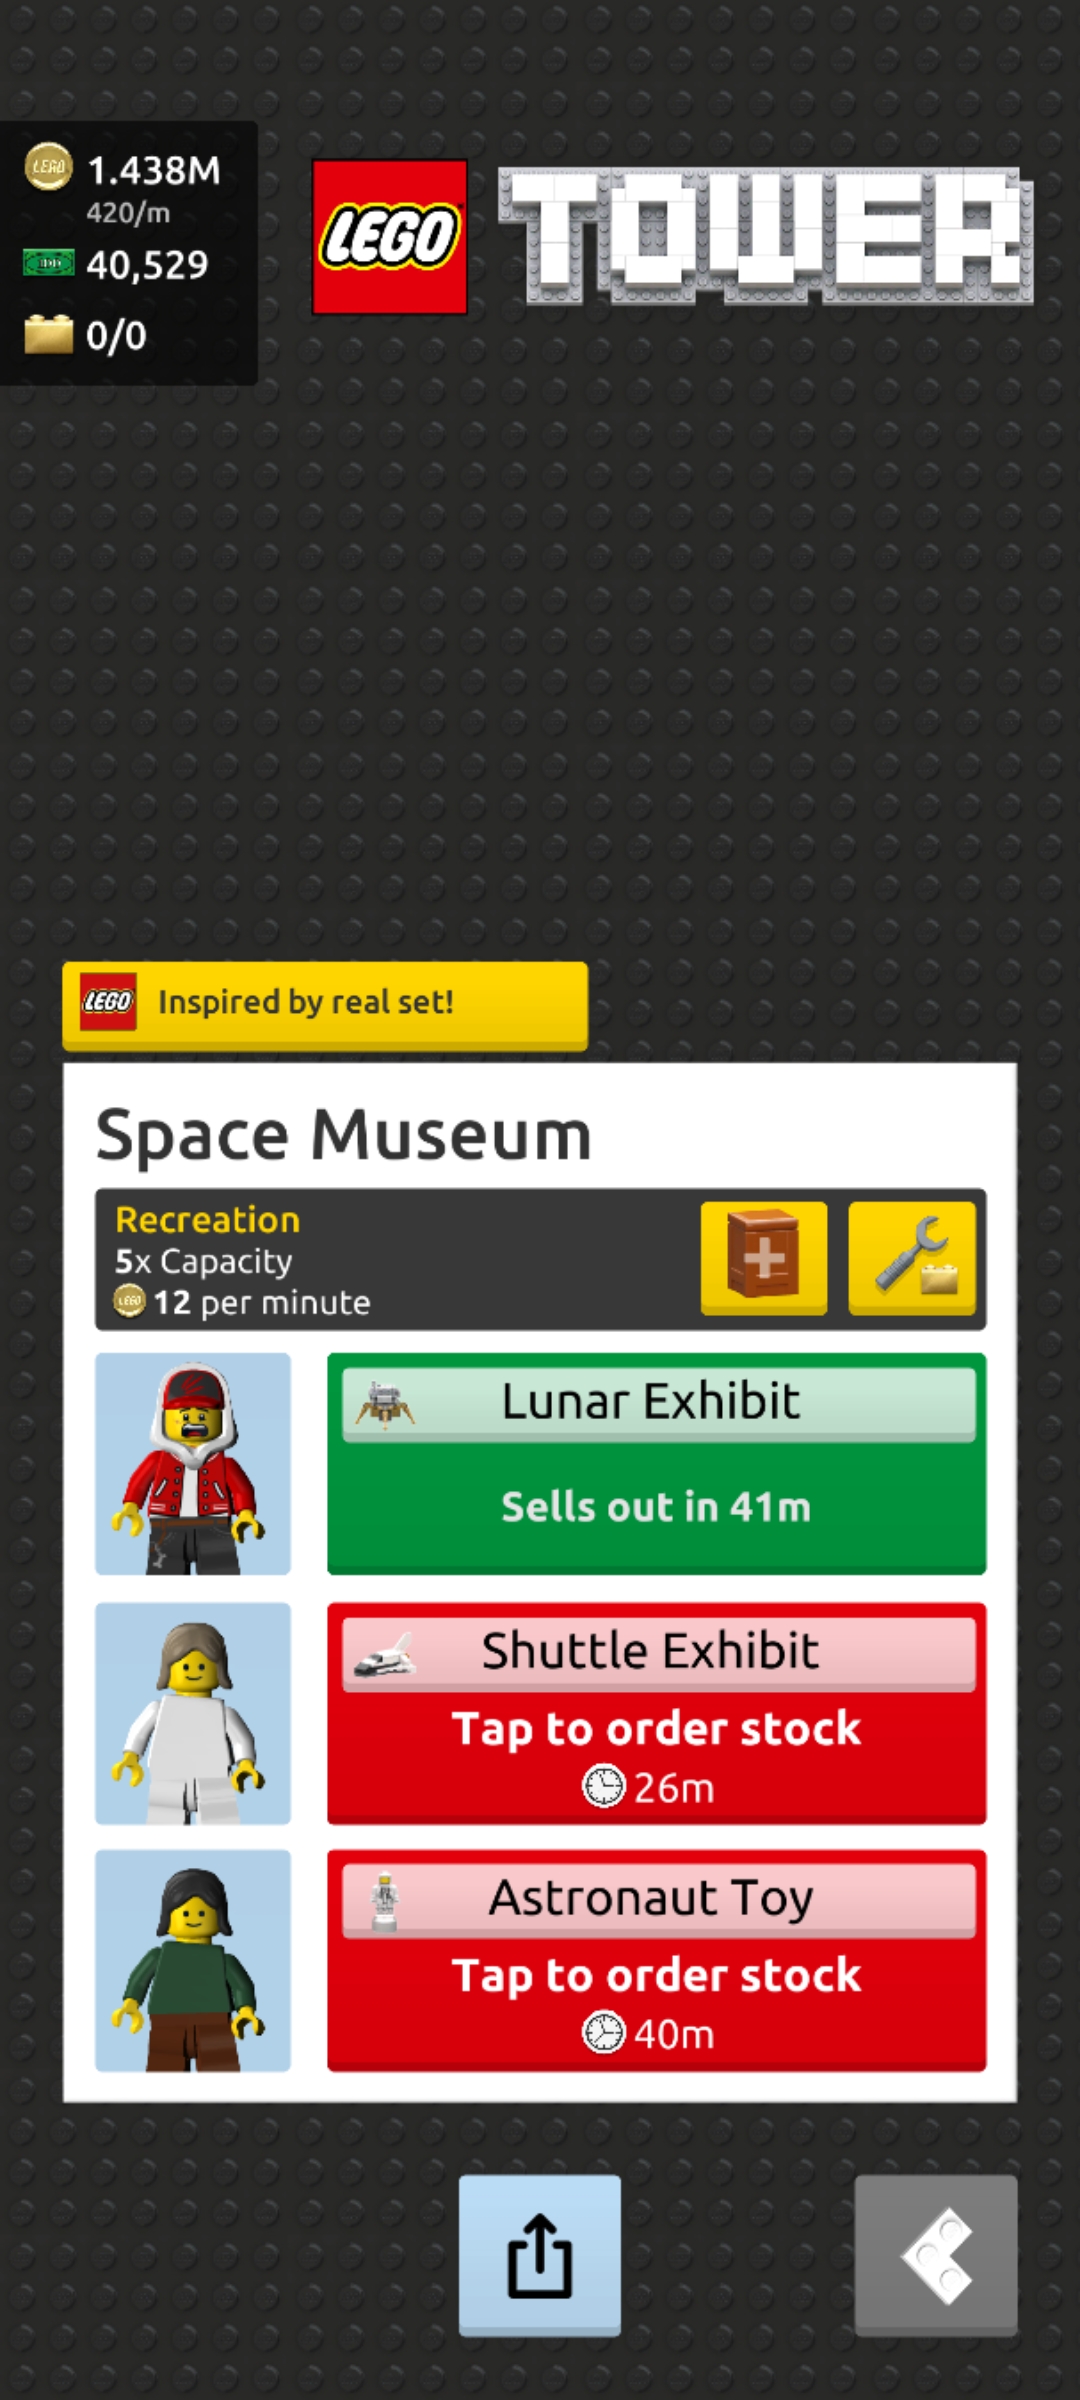 1.438M
420/m
40,529
0/0
LEGO TOWER
LEGO Inspired by real set!
Space Museum
Recreation
5x Capacity
12 per minute
Lunar Exhibit
Sells out in 41m
Shuttle Exhibit
Tap to order stock
26m
Astronaut Toy
Tap to order stock
40m